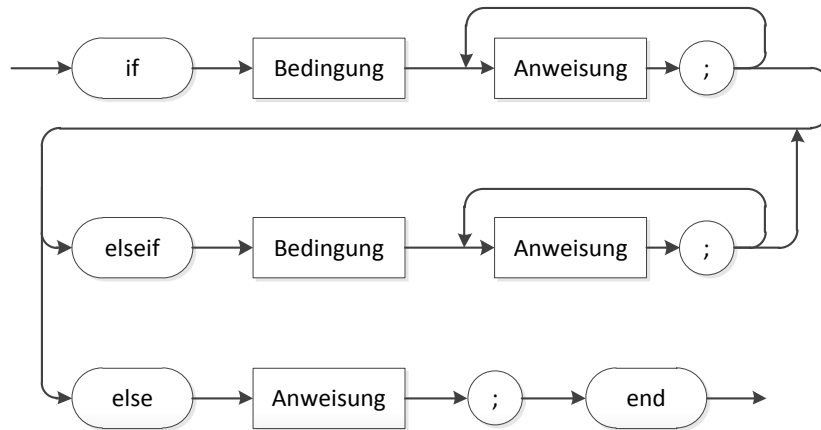 if Bedingung Anweisung ;
elseif Bedingung Anweisung ;
else Anweisung ; end